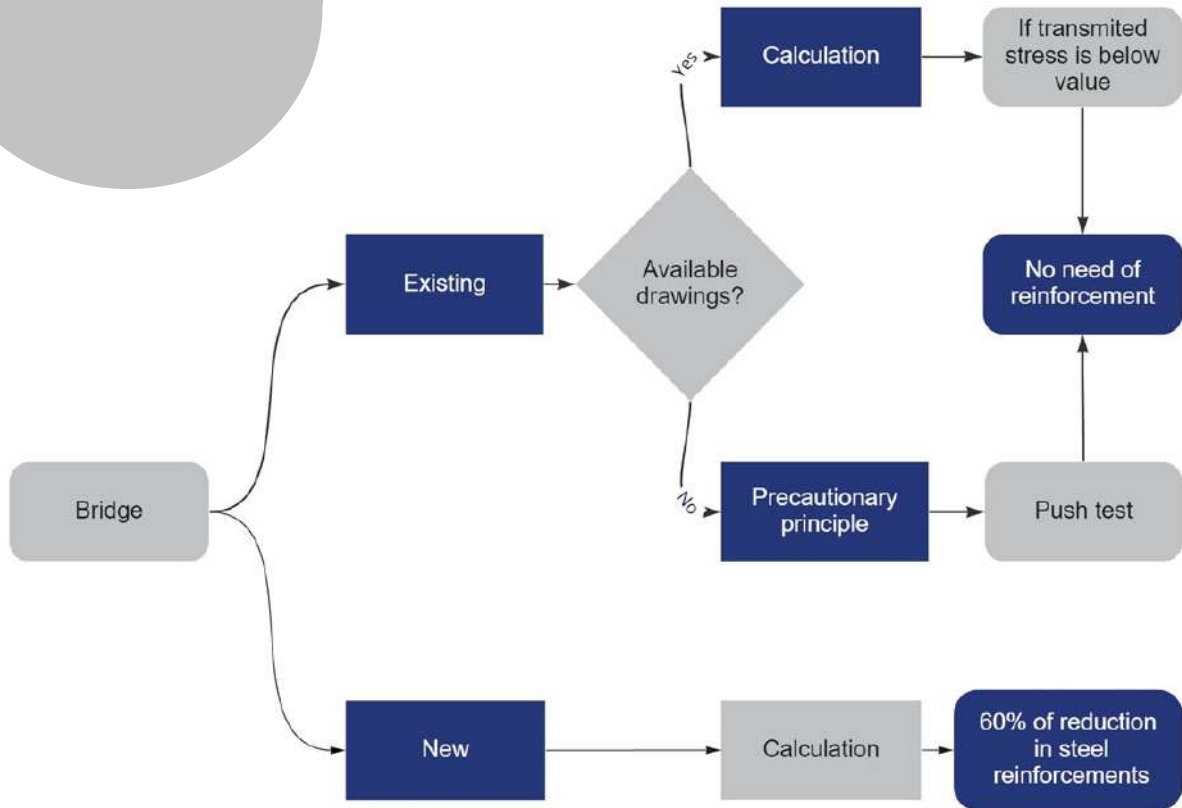 Calculation
If transmited
stress is below
value
Yes
Existing
Available
drawings?
No need of
reinforcement
Bridge
No
Precautionary
principle
Push test
New
Calculation
60% of reduction
in steel
reinforcements